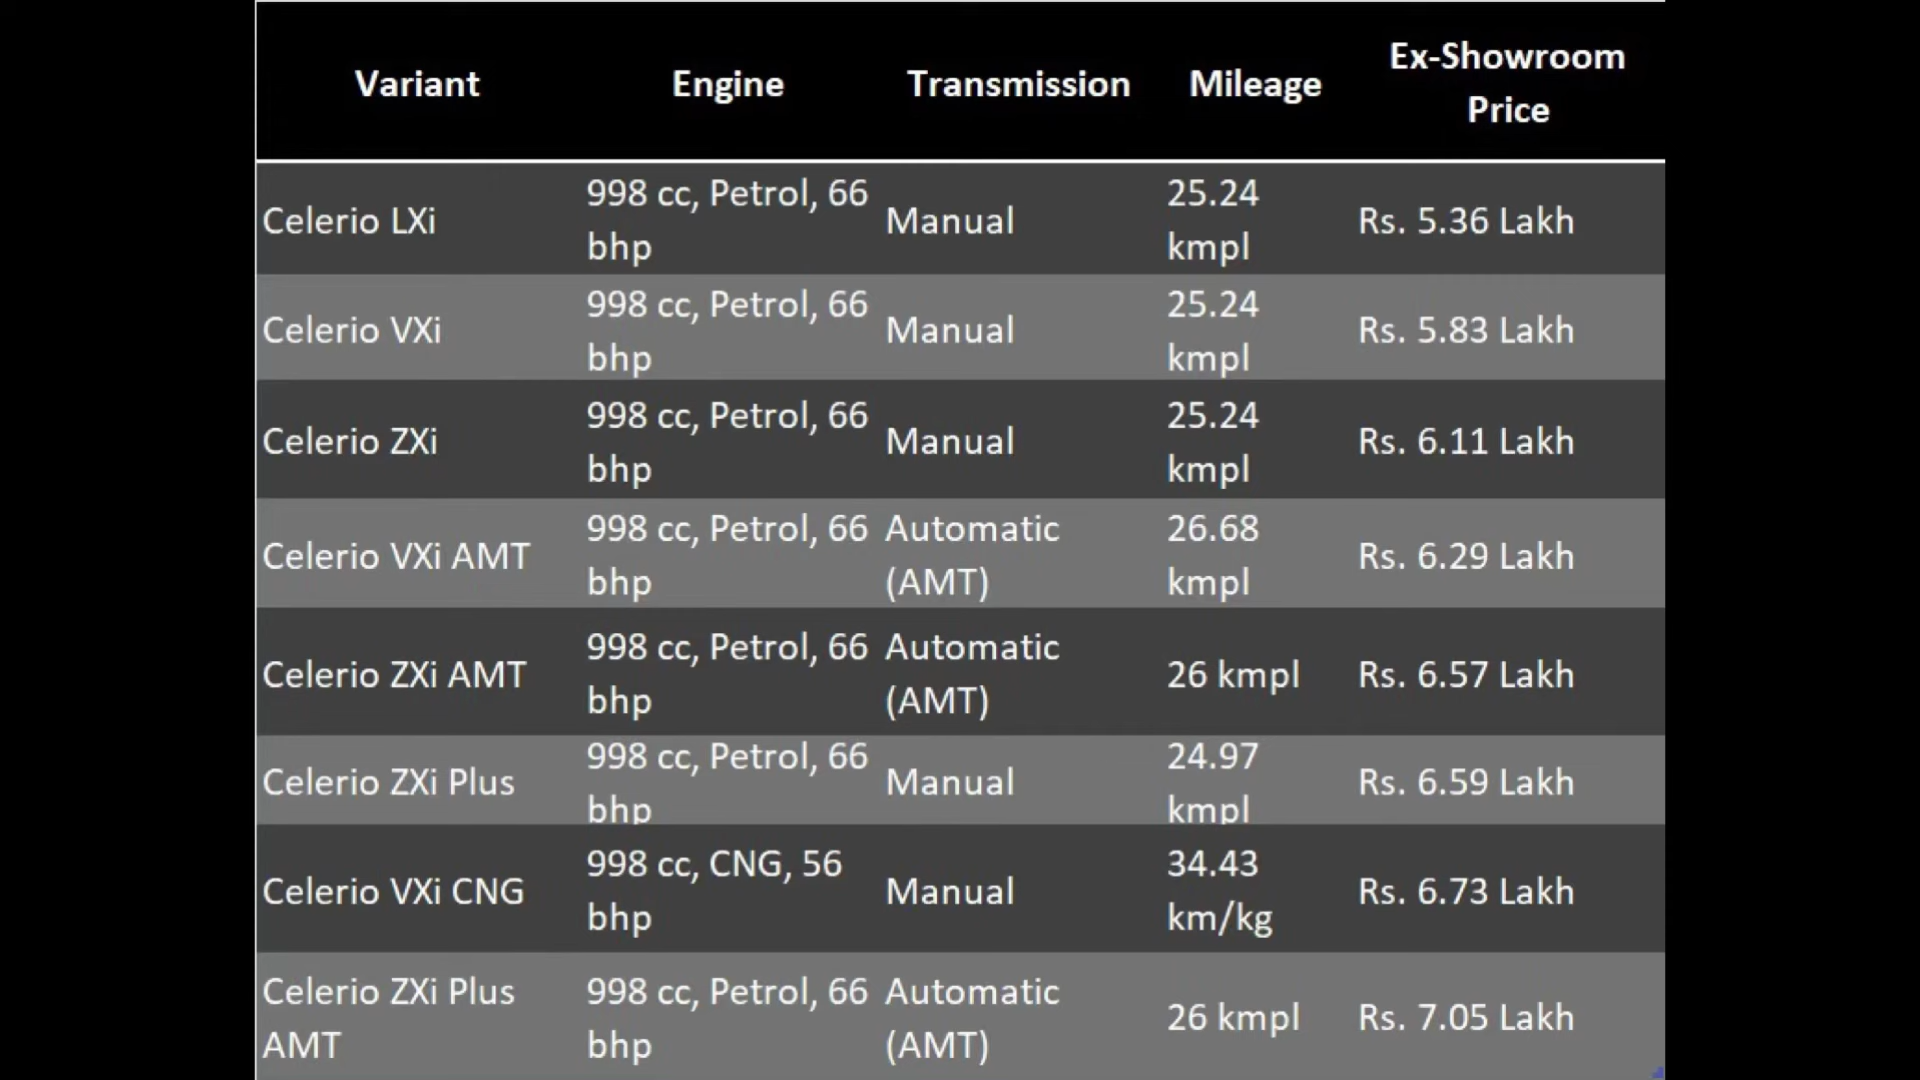 Variant Engine Transmission Mileage Ex-Showroom Price
Celerio LXi 998 cc, Petrol, 66 bhp Manual 25.24 kmpl Rs. 5.36 Lakh
Celerio VXi 998 cc, Petrol, 66 bhp Manual 25.24 kmpl Rs. 5.83 Lakh
Celerio ZXi 998 cc, Petrol, 66 bhp Manual 25.24 kmpl Rs. 6.11 Lakh
Celerio VXi AMT 998 cc, Petrol, 66 bhp Automatic (AMT) 26.68 kmpl Rs. 6.29 Lakh
Celerio ZXi AMT 998 cc, Petrol, 66 bhp Automatic (AMT) 26 kmpl Rs. 6.57 Lakh
Celerio ZXi Plus 998 cc, Petrol, 66 bhp Manual 24.97 kmpl Rs. 6.59 Lakh
Celerio VXi CNG 998 cc, CNG, 56 bhp Manual 34.43 km/kg Rs. 6.73 Lakh
Celerio ZXi Plus AMT 998 cc, Petrol, 66 bhp Automatic (AMT) 26 kmpl Rs. 7.05 Lakh